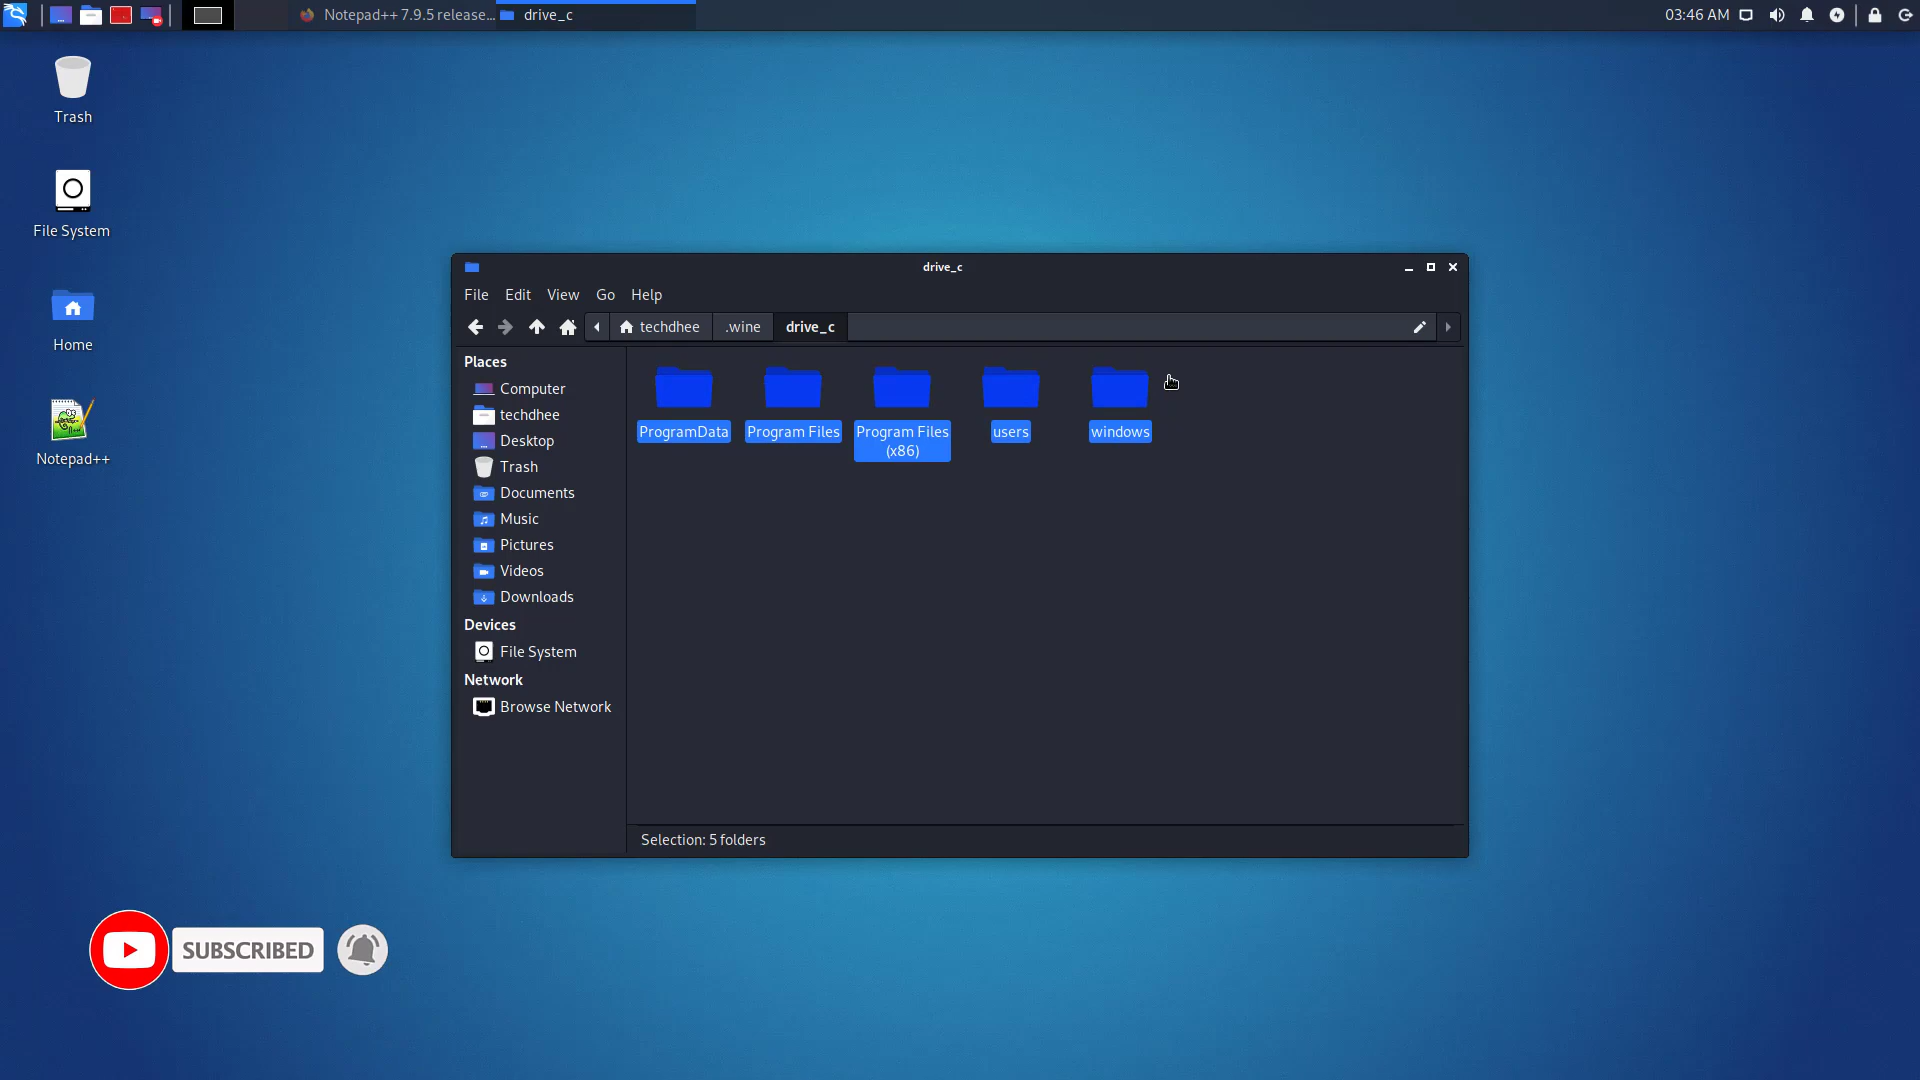 Notepad++ 7.9.5 release...
drive_c
03:46 AM
Trash
File System
Home
Notepad++
drive_c
File Edit View Go Help
techdhee .wine drive_c
Places
Computer
techdhee
Desktop
Trash
Documents
Music
Pictures
Videos
Downloads
Devices
File System
Network
Browse Network
ProgramData Program Files Program Files users windows
(x86)
Selection: 5 folders
SUBSCRIBED